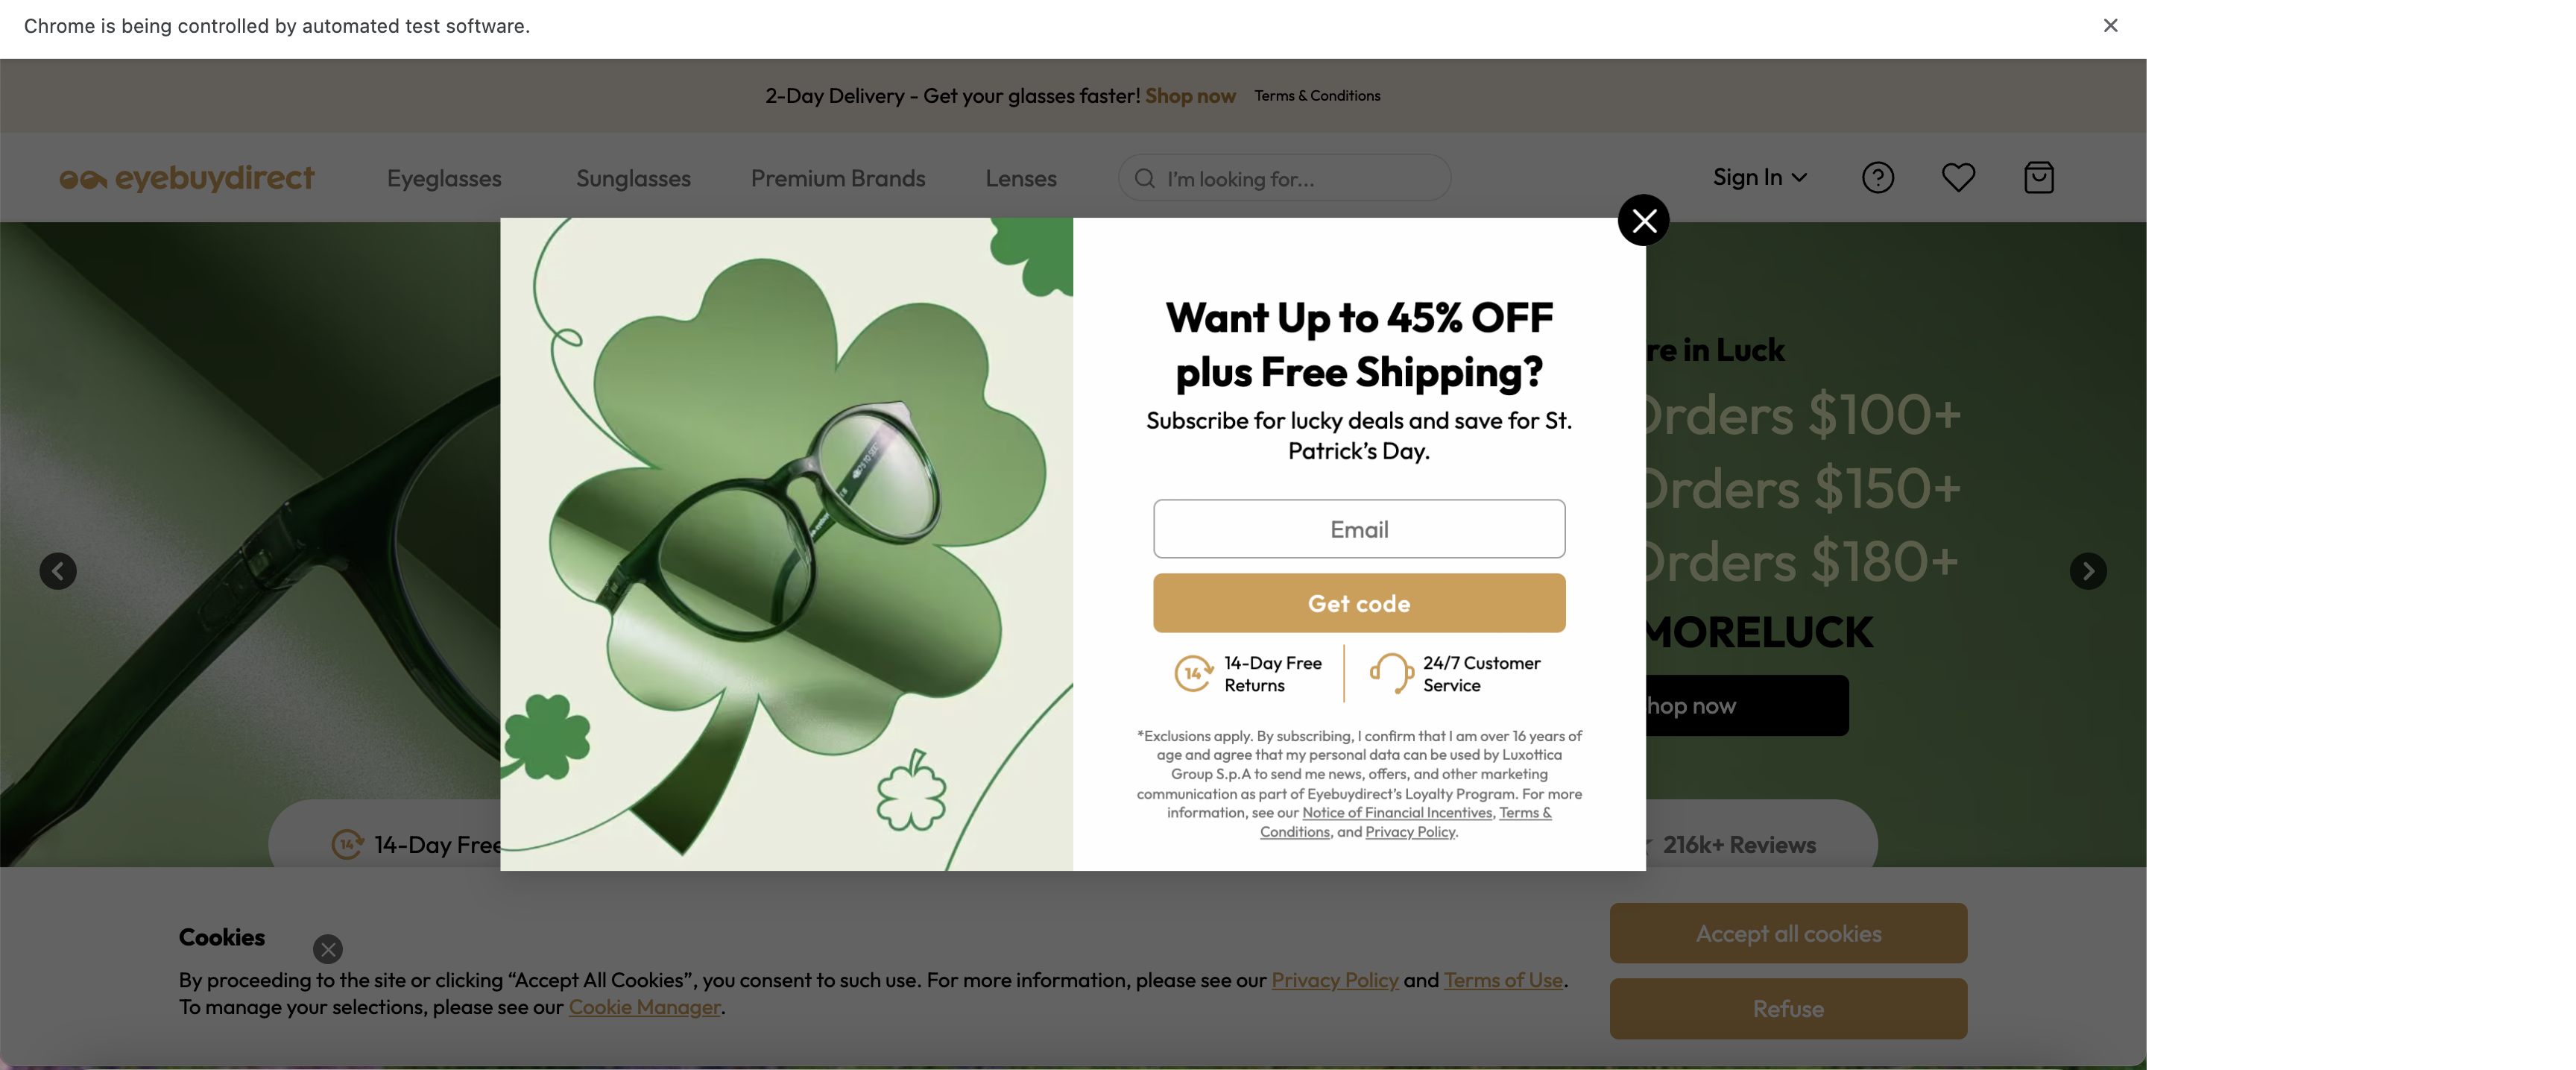 Chrome is being controlled by automated test software.
2-Day Delivery - Get your glasses faster! Shop now Terms & Conditions
eyebuydirect Eyeglasses Sunglasses Premium Brands Lenses I'm looking for... Sign In
Want Up to 45% OFF
plus Free Shipping?
Subscribe for lucky deals and save for St.
Patrick's Day.
Email
Get code
14
14-Day Free
Returns
24/7 Customer
Service
*Exclusions apply. By subscribing, I confirm that I am over 16 years of
age and agree that my personal data can be used by Luxottica
Group S.p.A to send me news, offers, and other marketing
communication as part of Eyebuydirect's Loyalty Program. For more
information, see our Notice of Financial Incentives, Terms &
Conditions, and Privacy Policy.
re in Luck
Orders $100+
Orders $150+
Orders $180+
MORELUCK
hop now
14 14-Day Free
216k+ Reviews
Cookies
By proceeding to the site or clicking “Accept All Cookies”, you consent to such use. For more information, please see our Privacy Policy and Terms of Use.
To manage your selections, please see our Cookie Manager.
Accept all cookies
Refuse